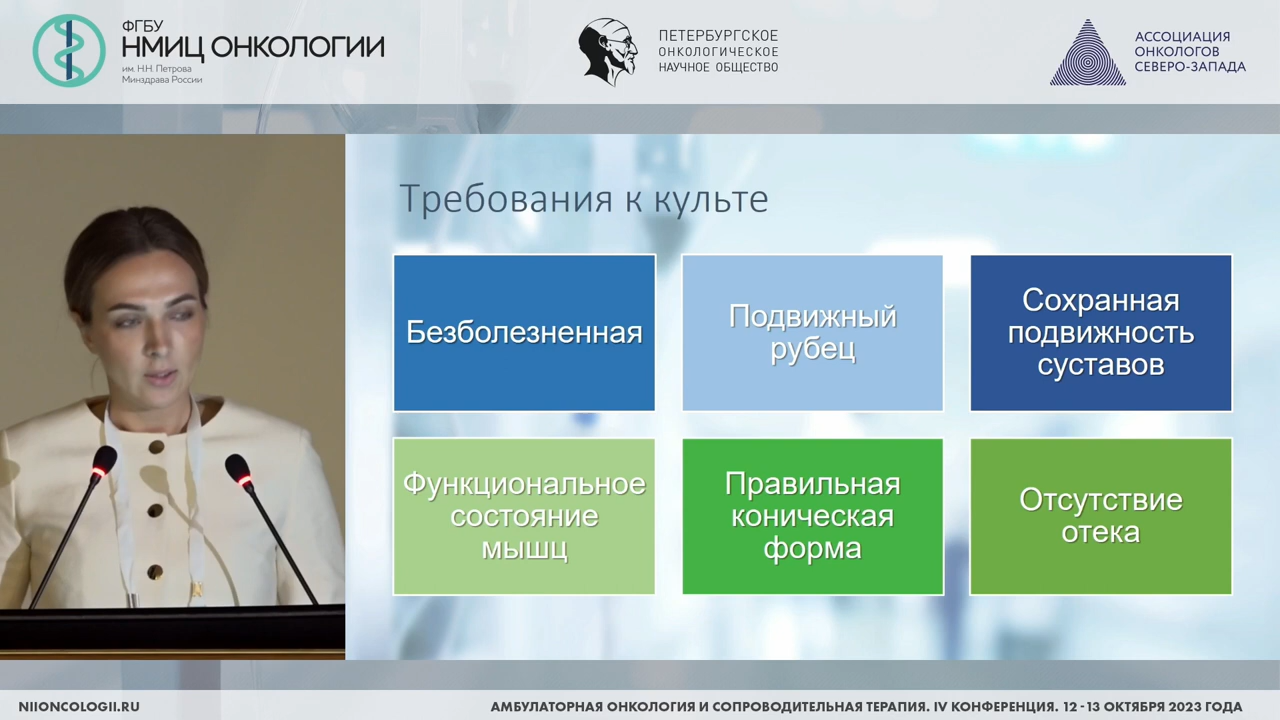 ФГБУ
НМИЦ ОНКОЛОГИИ
им. Н.Н. Петрова
Минздрава России
ПЕТЕРБУРГСКОЕ
ОНКОЛОГИЧЕСКОЕ
НАУЧНОЕ ОБЩЕСТВО
АССОЦИАЦИЯ
ОНКОЛОГОВ
СЕВЕРО-ЗАПАДА
Требования к культе
Безболезненная
Подвижный
рубец
Сохранная
подвижность
суставов
Функциональное
состояние
мышц
Правильная
коническая
форма
Отсутствие
отека
NIIONCOLOGII.RU
АМБУЛАТОРНАЯ ОНКОЛОГИЯ И СОПРОВОДИТЕЛЬНАЯ ТЕРАПИЯ. IV КОНФЕРЕНЦИЯ. 12-13 ОКТЯБРЯ 2023 ГОДА